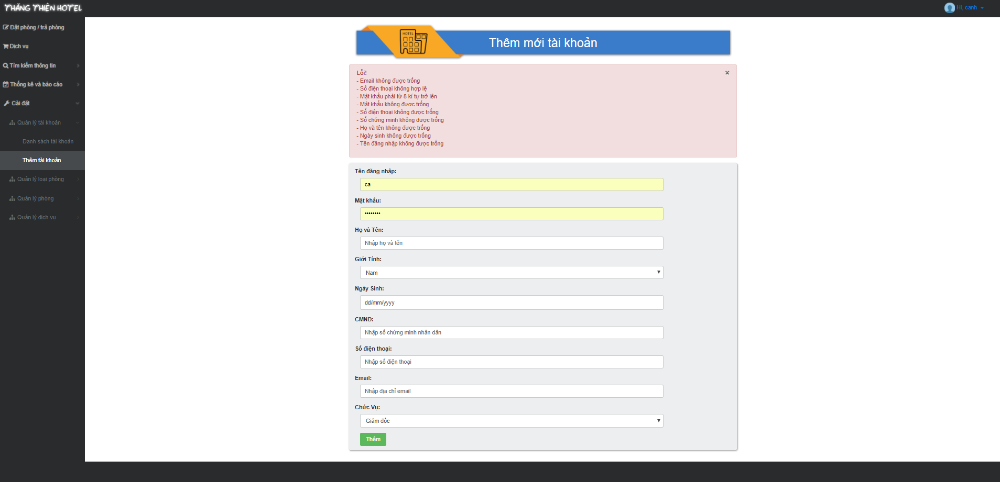 THĂNG THIÊN HOTEL
Hi, canh
Đặt phòng / trả phòng
Dịch vụ
Tìm kiếm thông tin
Thống kê và báo cáo
Cài đặt
Quản lý tài khoản
Danh sách tài khoản
Thêm tài khoản
Quản lý loại phòng
Quản lý phòng
Quản lý dịch vụ
HOTEL
Thêm mới tài khoản
Lỗi!
×
- Email không được trống
- Số điện thoại không hợp lệ
- Mật khẩu phải từ 8 kí tự trở lên
- Mật khẩu không được trống
- Số điện thoại không được trống
- Số chứng minh không được trống
- Họ và tên không được trống
- Ngày sinh không được trống
- Tên đăng nhập không được trống
Tên đăng nhập:
ca
Mật khẩu:
••••••••
Họ và Tên:
Nhập họ và tên
Giới Tính:
Nam
Ngày Sinh:
dd/mm/yyyy
CMND:
Nhập số chứng minh nhân dân
Số điện thoại:
Nhập số điện thoại
Email:
Nhập địa chỉ email
Chức Vụ:
Giám đốc
Thêm